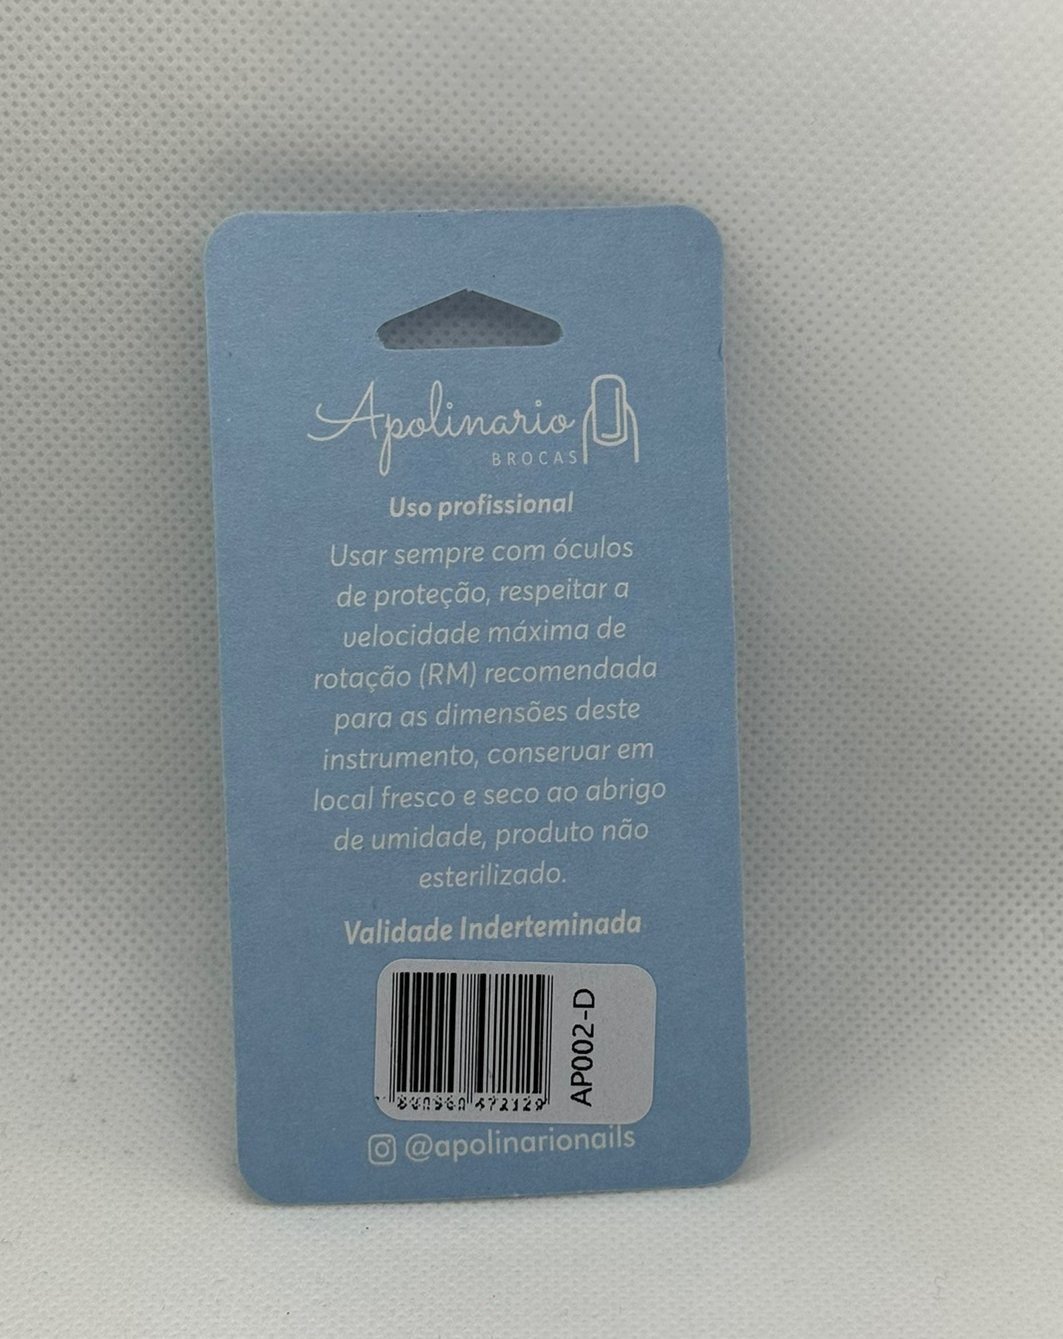 Apolinario
BROCAS
Uso profissional
Usar sempre com óculos
de proteção, respeitar a
velocidade máxima de
rotação (RM) recomendada
para as dimensões deste
instrumento, conservar em
local fresco e seco ao abrigo
de umidade, produto não
esterilizado.
Validade Inderteminada
AP002-D
@apolinarionails